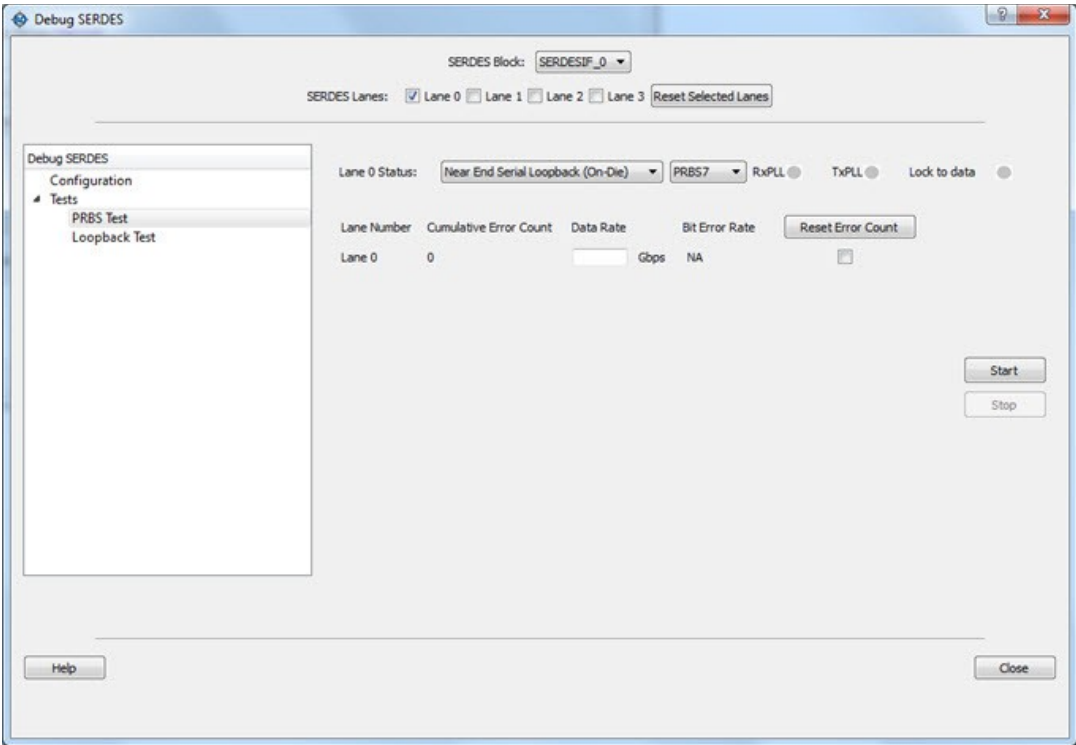 Debug SERDES
SERDES Block: SERDESIF_0
SERDES Lanes: Lane 0 Lane 1 Lane 2 Lane 3 Reset Selected Lanes
Debug SERDES
Configuration
Tests
PRBS Test
Loopback Test
Lane 0 Status: Near End Serial Loopback (On-Die) PRBS7 RxPLL TxPLL Lock to data
Lane Number Cumulative Error Count Data Rate Bit Error Rate Reset Error Count
Lane 0 0 Gbps NA
Start
Stop
Help Close